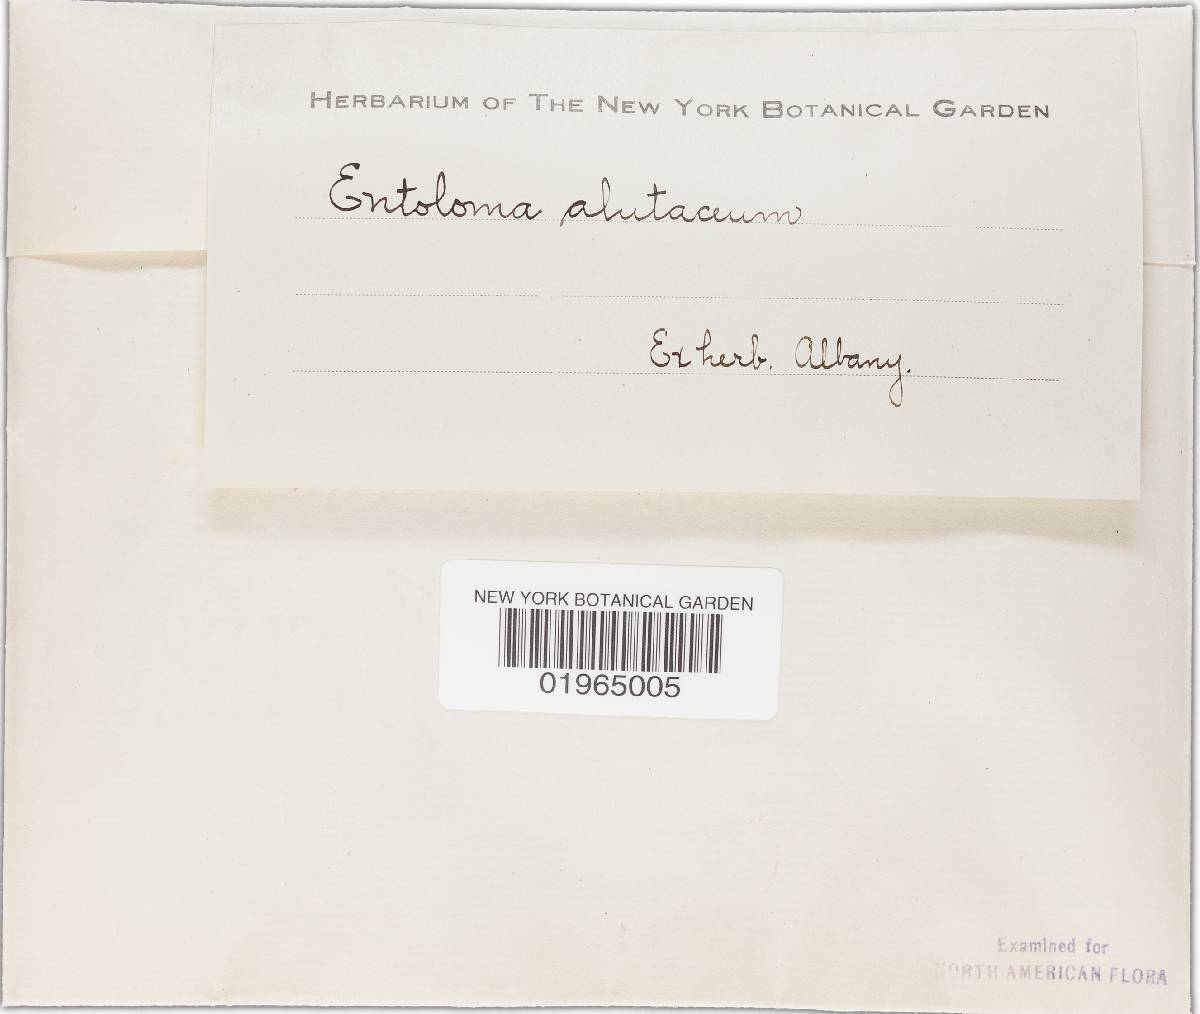 HERBARIUM OF THE NEW YORK BOTANICAL GARDEN
Entoloma alutaceum
Ex herb. Albany.
NEW YORK BOTANICAL GARDEN
01965005
Examined for
NORTH AMERICAN FLORA